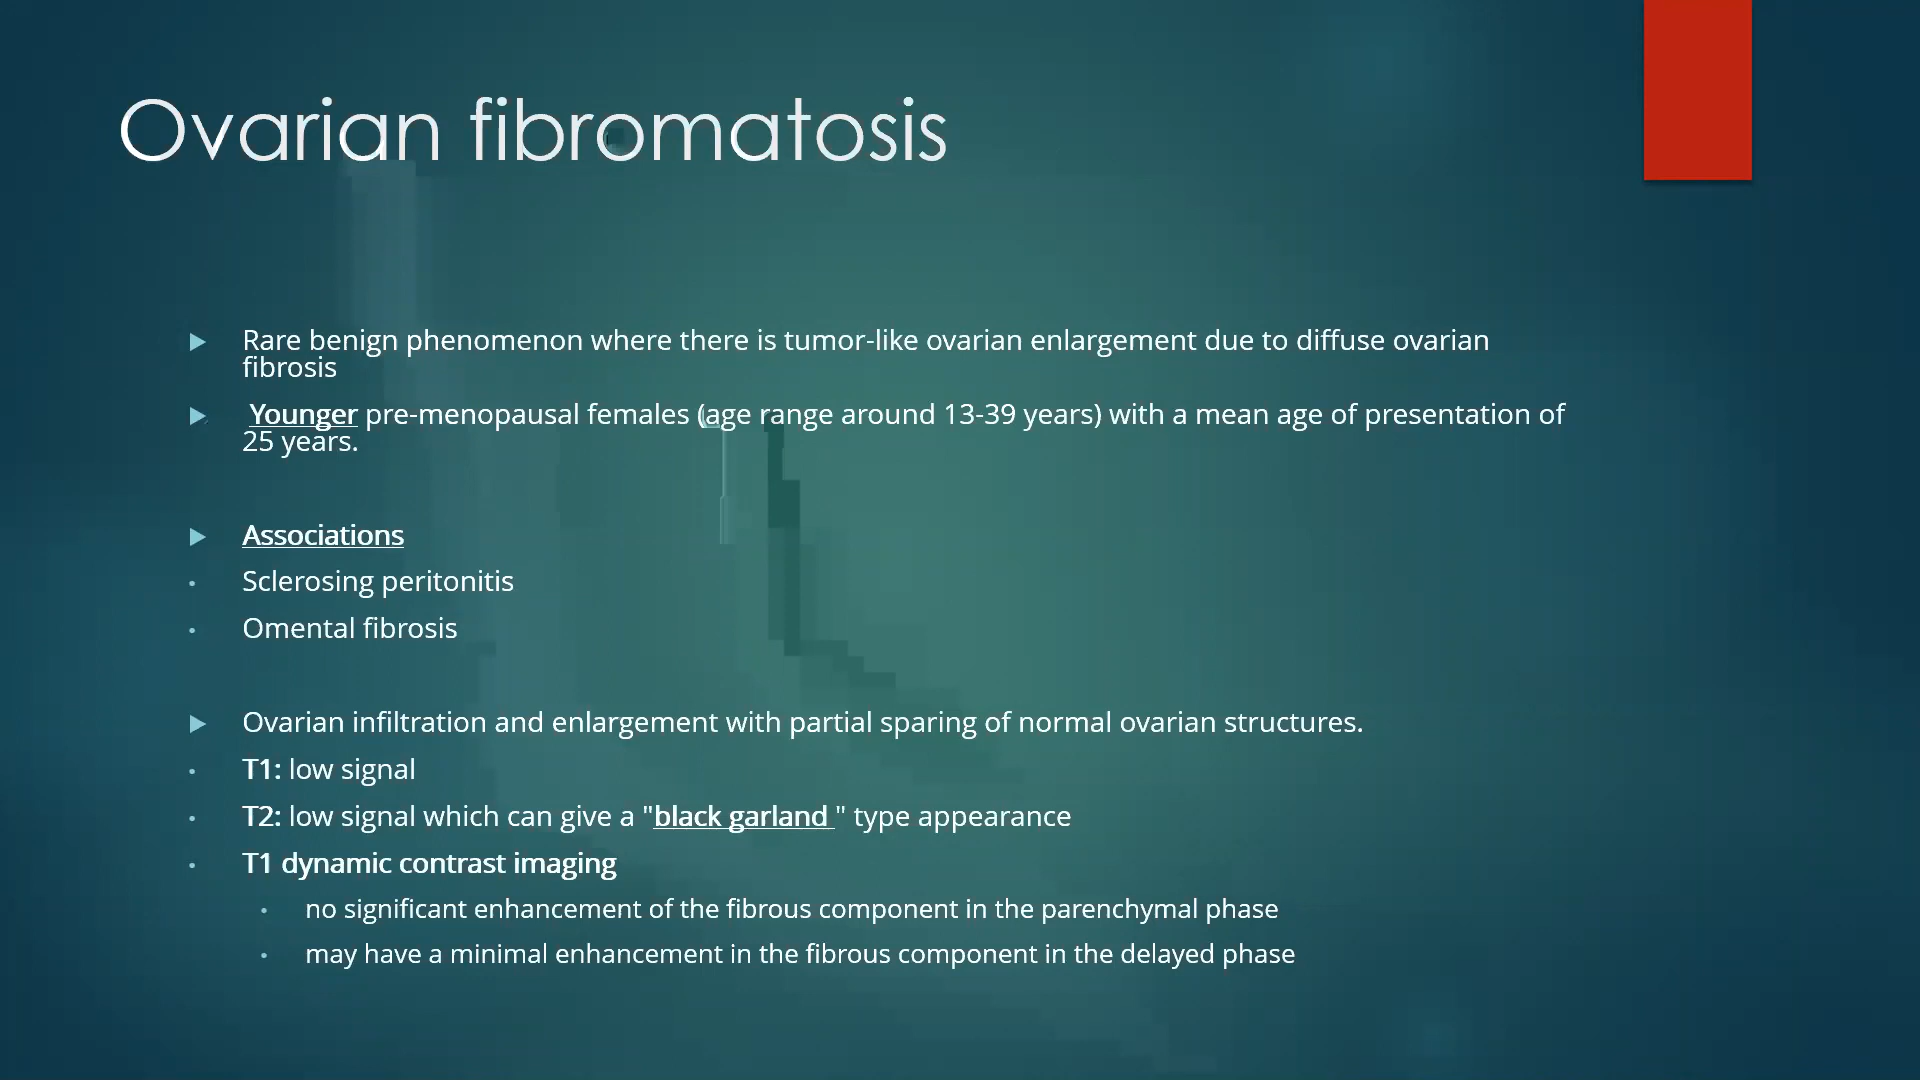 Ovarian fibromatosis
Rare benign phenomenon where there is tumor-like ovarian enlargement due to diffuse ovarian
fibrosis
Younger pre-menopausal females (age range around 13-39 years) with a mean age of presentation of
25 years.
Associations
Sclerosing peritonitis
Omental fibrosis
Ovarian infiltration and enlargement with partial sparing of normal ovarian structures.
T1: low signal
T2: low signal which can give a "black garland " type appearance
T1 dynamic contrast imaging
no significant enhancement of the fibrous component in the parenchymal phase
may have a minimal enhancement in the fibrous component in the delayed phase